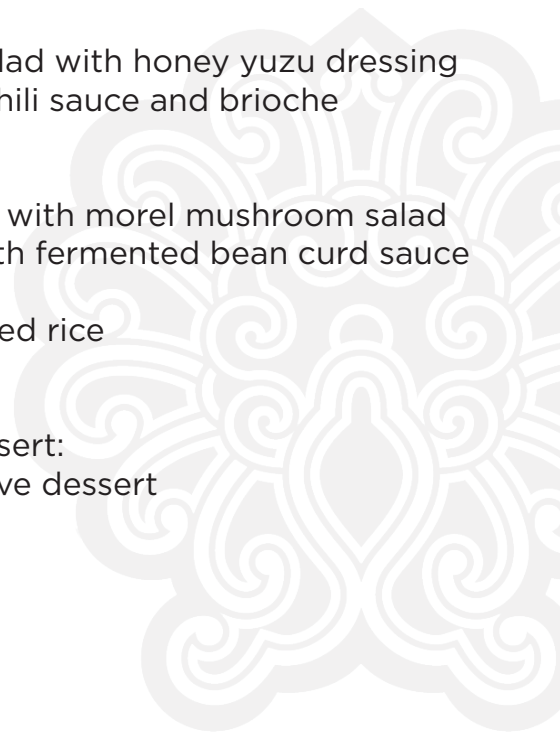 lad with honey yuzu dressing
hili sauce and brioche
with morel mushroom salad
th fermented bean curd sauce
ed rice
sert:
ve dessert